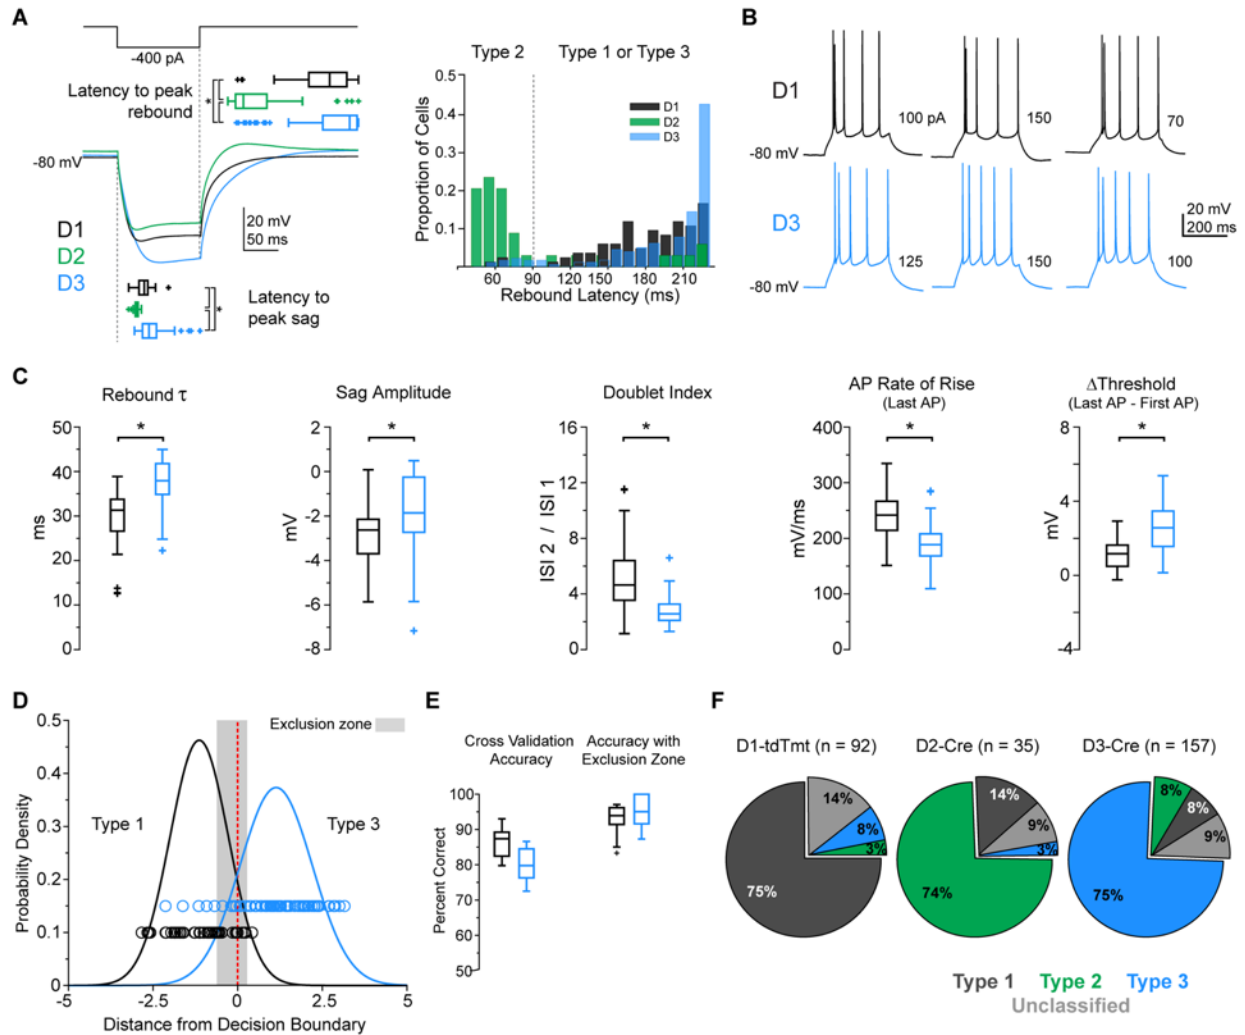 A
-400 pA
Latency to peak
rebound
*
-80 mV
20 mV
50 ms
D1
D2
D3
Latency to
peak sag
*
Type 2
Type 1 or Type 3
0.5
0.4
0.3
0.2
0.1
Proportion of Cells
D1
D2
D3
60
90
120
150
180
210
Rebound Latency (ms)
B
D1
100 pA
150
70
-80 mV
D3
20 mV
200 ms
125
150
100
-80 mV
C
Rebound τ
50
40
30
20
10
0
ms
*
Sag Amplitude
2
0
-2
-4
-6
-8
mV
*
Doublet Index
16
12
8
4
0
ISI 2 / ISI 1
*
AP Rate of Rise
(Last AP)
400
300
200
100
0
mV/ms
*
ΔThreshold
(Last AP - First AP)
8
4
0
-4
mV
*
D
Exclusion zone
0.5
0.4
0.3
0.2
0.1
0
Probability Density
Type 1
Type 3
-5
-2.5
0
2.5
5
Distance from Decision Boundary
E
Cross Validation
Accuracy
Accuracy with
Exclusion Zone
100
90
80
70
60
50
Percent Correct
F
D1-tdTmt (n = 92)
14%
8%
3%
75%
D2-Cre (n = 35)
14%
9%
3%
74%
D3-Cre (n = 157)
8%
8%
9%
75%
Type 1
Type 2
Type 3
Unclassified